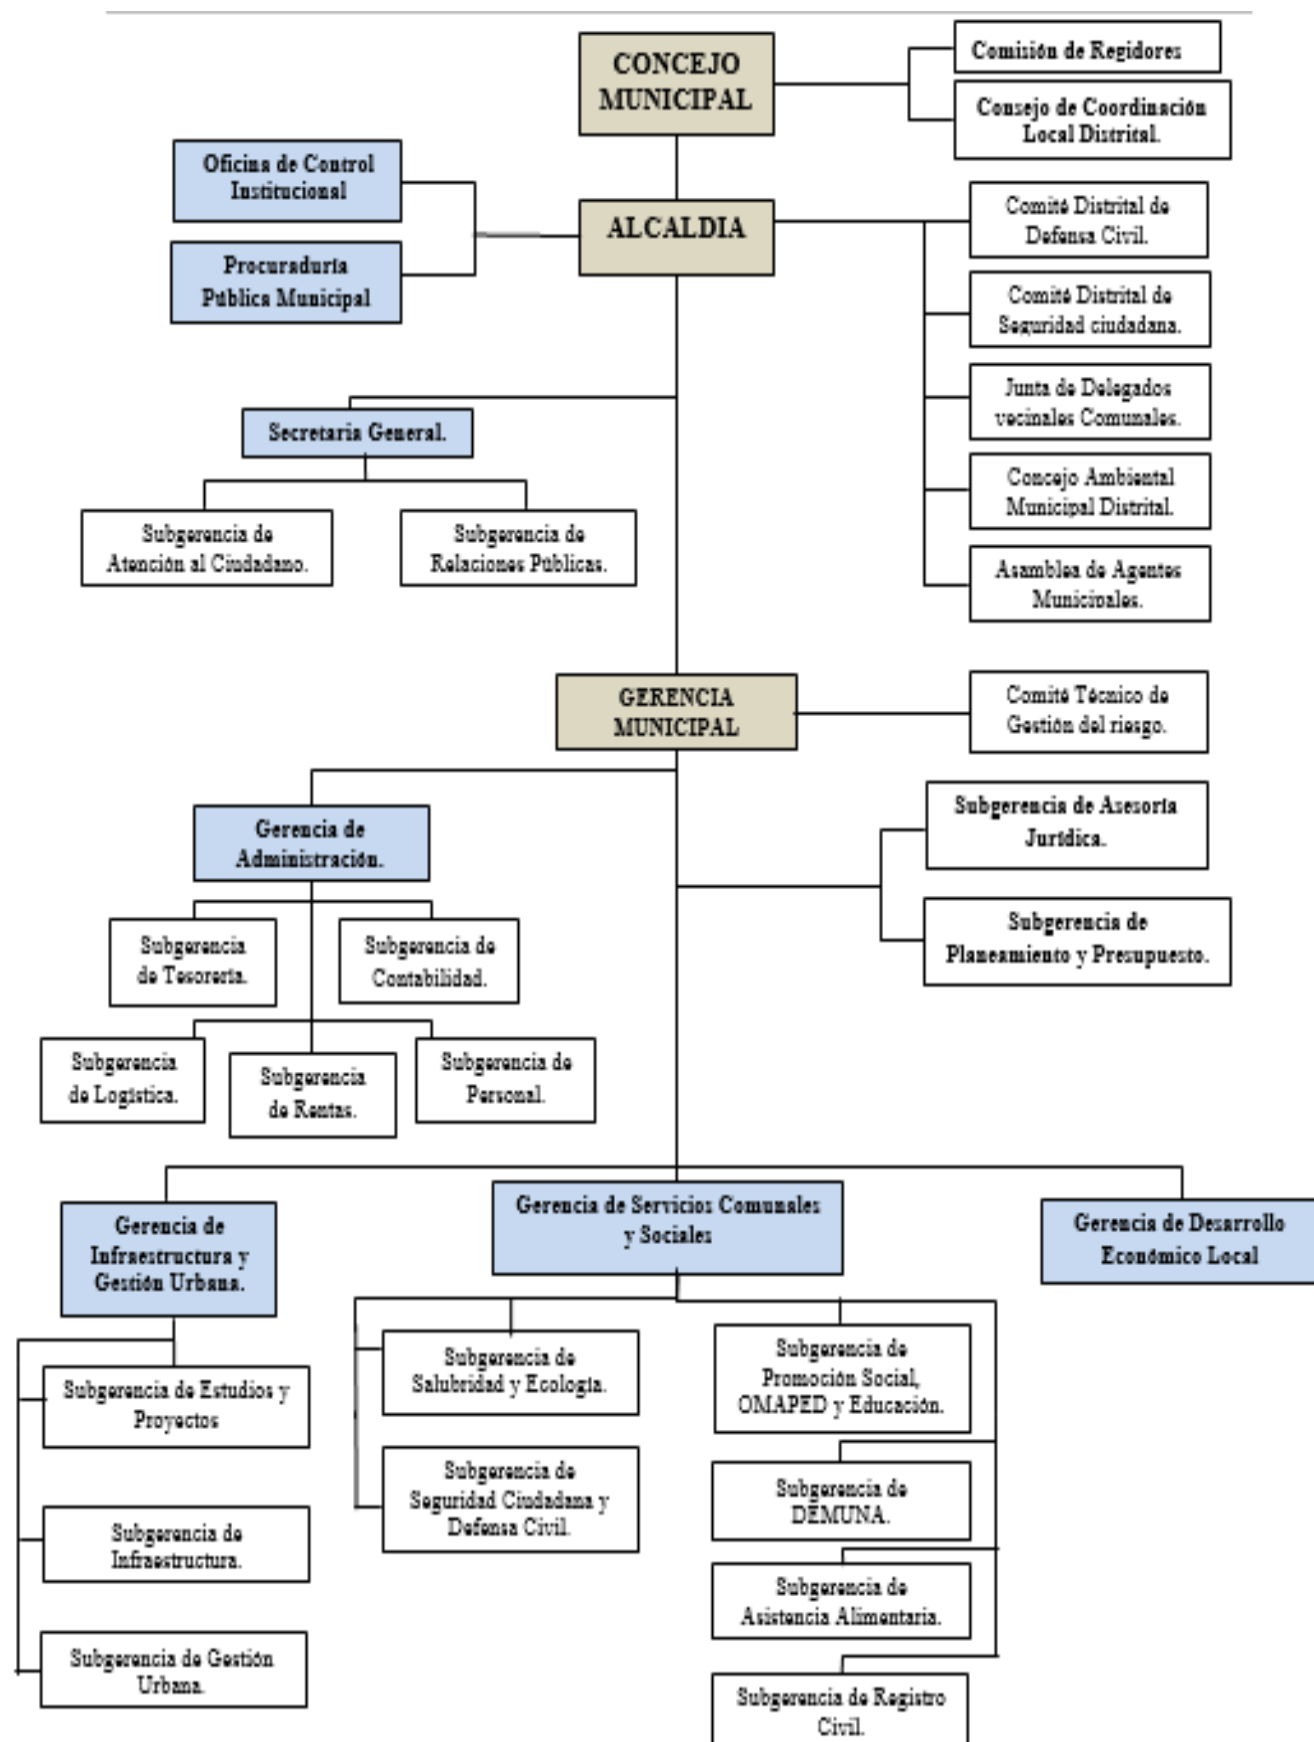 CONCEJO
MUNICIPAL
Comisión de Regidores
Consejo de Coordinación
Local Distrital.
Oficina de Control
Institucional
Procuraduría
Pública Municipal
ALCALDIA
Comité Distrital de
Defensa Civil.
Comité Distrital de
Seguridad ciudadana.
Junta de Delegados
vecinales Comunales.
Concejo Ambiental
Municipal Distrital.
Asamblea de Agentes
Municipales.
Secretaria General.
Subgerencia de
Atención al Ciudadano.
Subgerencia de
Relaciones Públicas.
GERENCIA
MUNICIPAL
Comité Técnico de
Gestión del riesgo.
Gerencia de
Administración.
Subgerencia de Asesoría
Jurídica.
Subgerencia de
Planeamiento y Presupuesto.
Subgerencia
de Tesorería.
Subgerencia de
Contabilidad.
Subgerencia
de Logística.
Subgerencia
de Rentas.
Subgerencia de
Personal.
Gerencia de
Infraestructura y
Gestión Urbana.
Gerencia de Servicios Comunales
y Sociales
Gerencia de Desarrollo
Económico Local
Subgerencia de Estudios y
Proyectos
Subgerencia de
Infraestructura.
Subgerencia de Gestión
Urbana.
Subgerencia de
Salubridad y Ecología.
Subgerencia de
Seguridad Ciudadana y
Defensa Civil.
Subgerencia de
Promoción Social,
OMAPED y Educación.
Subgerencia de
DEMUNA.
Subgerencia de
Asistencia Alimentaria.
Subgerencia de Registro
Civil.